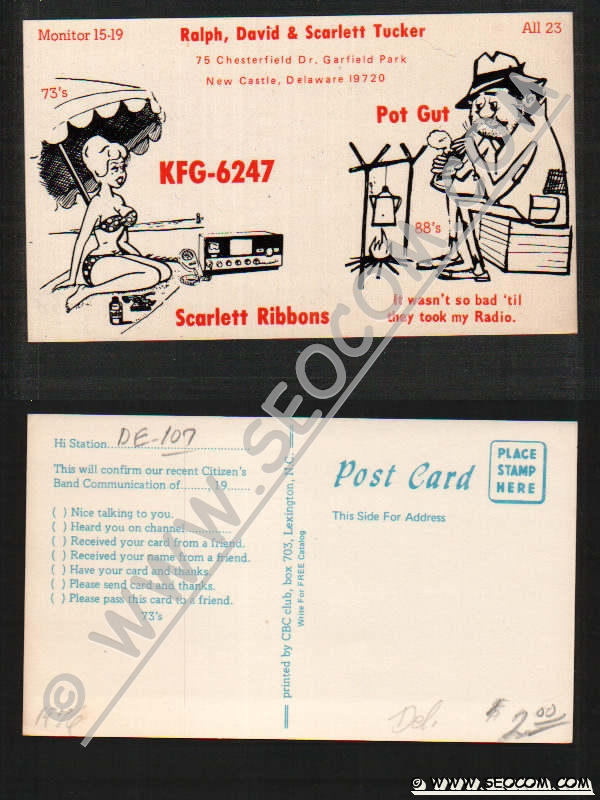 Monitor 15-19
Ralph, David & Scarlett Tucker
All 23
75 Chesterfield Dr. Garfield Park
New Castle, Delaware 19720
73's
Pot Gut
KFG-6247
88's
Scarlett Ribbons
It wasn't so bad 'til
they took my Radio.
© WWW.SEOCOM.COM
Hi Station.................... DE-107
This will confirm our recent Citizen's
Band Communication of........, 19......
( ) Nice talking to you.
( ) Heard you on channel..............
( ) Received your card from a friend.
( ) Received your name from a friend.
( ) Have your card and thanks.
( ) Please send card and thanks.
( ) Please pass this card to a friend.
73's
printed by CBC club, box 703, Lexington, N.C.
Write For FREE Catalog
Post Card
PLACE
STAMP
HERE
This Side For Address
1976
Del.
$ 2.00
© WWW.SEOCOM.COM